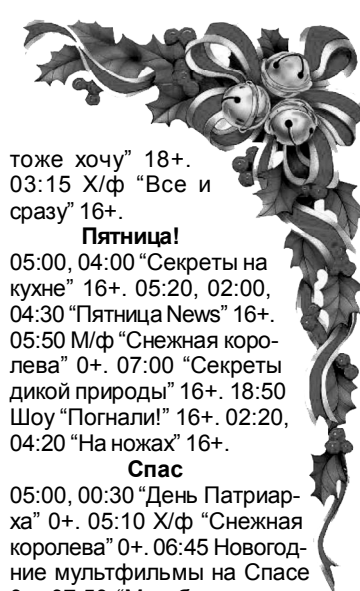 тоже хочу” 18+.
03:15 Х/ф “Все и
сразу” 16+.
Пятница!
05:00, 04:00 “Секреты на
кухне” 16+. 05:20, 02:00,
04:30 “Пятница News” 16+.
05:50 М/ф “Снежная коро-
лева” 0+. 07:00 “Секреты
дикой природы” 16+. 18:50
Шоу “Погнали!” 16+. 02:20,
04:20 “На ножах” 16+.
Спас
05:00, 00:30 “День Патриар-
ха” 0+. 05:10 Х/ф “Снежная
королева” 0+. 06:45 Новогод-
ние мультфильмы на Спасе